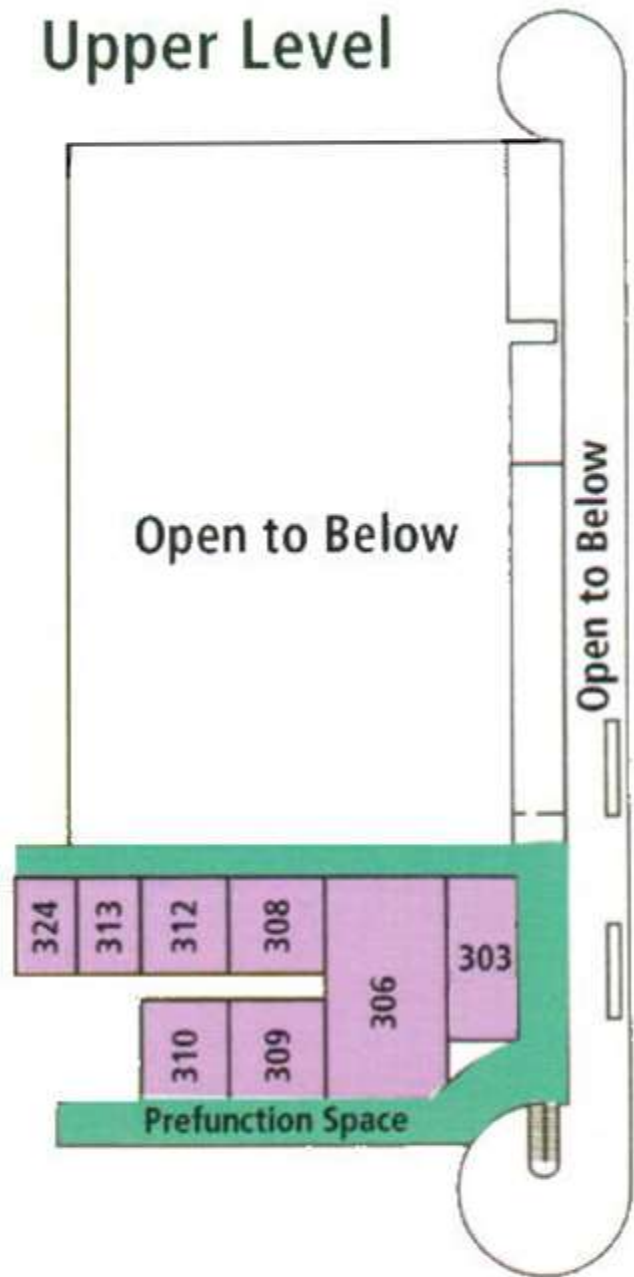 Upper Level
Open to Below
Open to Below
324
313
312
308
306
303
310
309
Prefunction Space